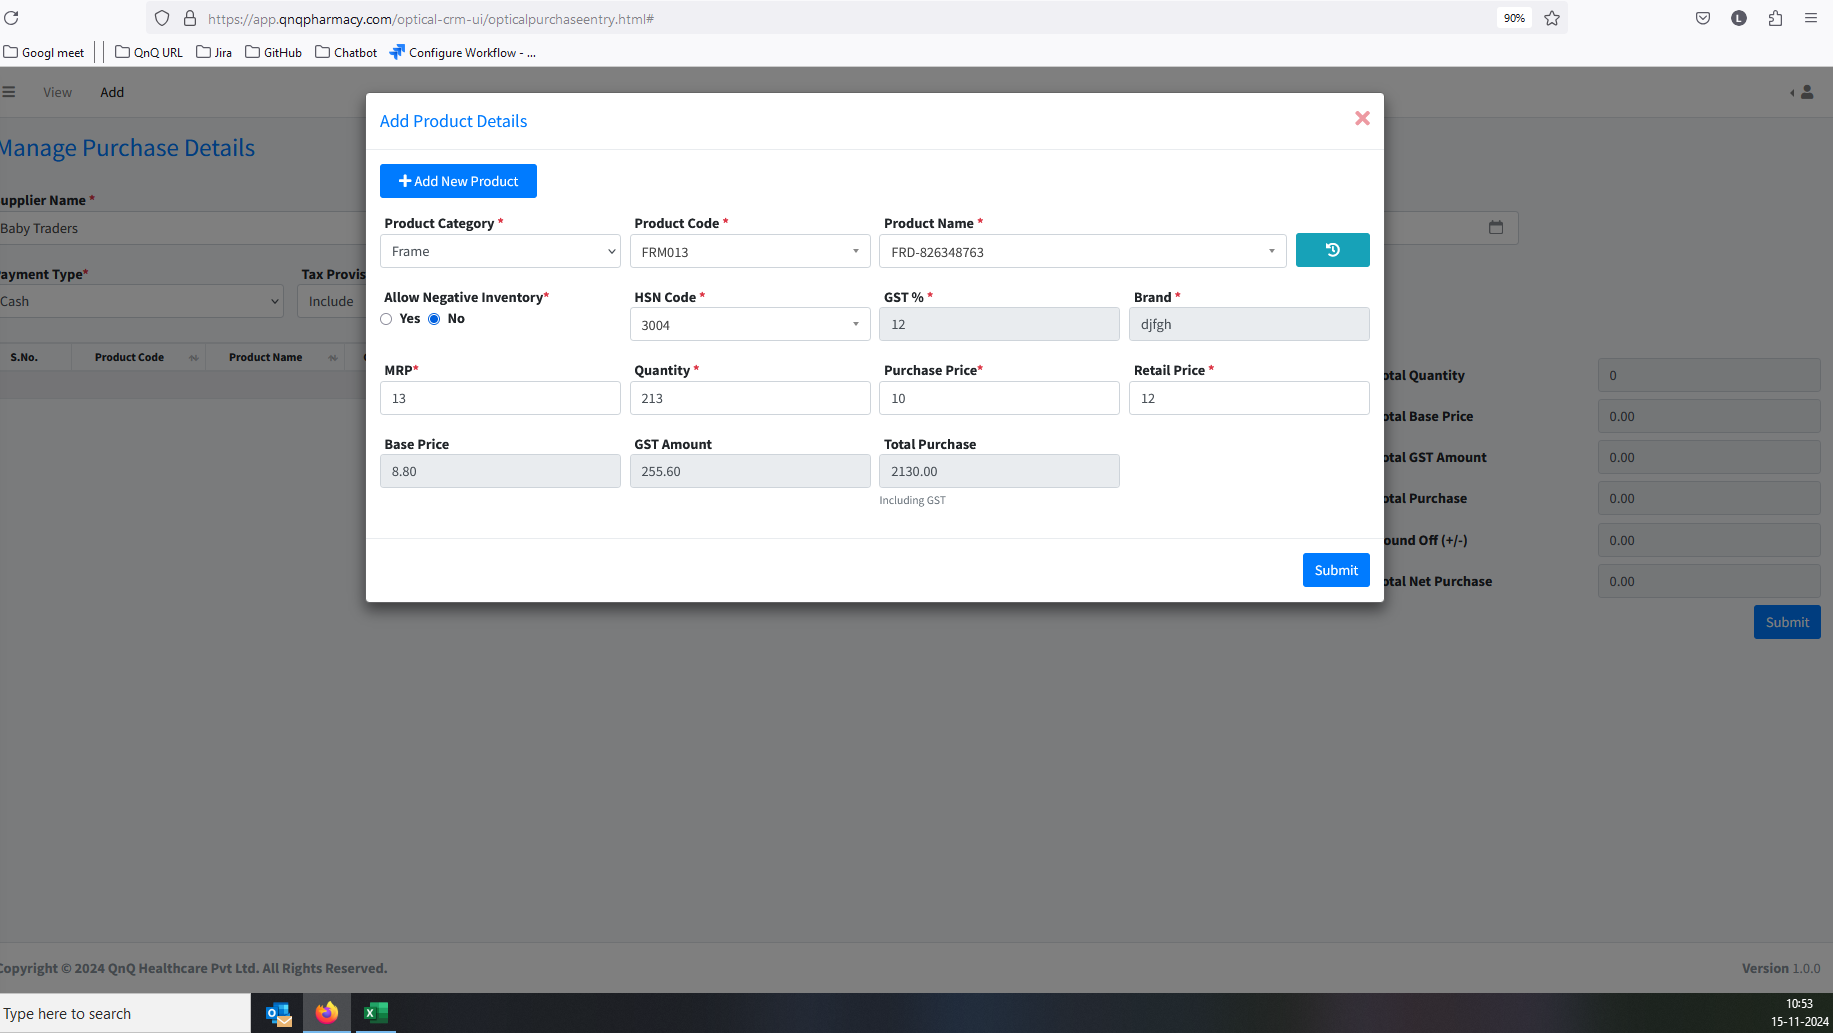 https://app.qnqpharmacy.com/optical-crm-ui/opticalpurchaseentry.html#
90%
L
Googl meet
QnQ URL
Jira
GitHub
Chatbot
Configure Workflow - ...
View
Add
Manage Purchase Details
upplier Name *
Baby Traders
ayment Type*
Tax Provis
Cash
Include
S.No.
Product Code
Product Name
Add Product Details
Add New Product
Product Category *
Product Code *
Product Name *
Frame
FRM013
FRD-826348763
Allow Negative Inventory*
HSN Code *
GST % *
Brand *
Yes
No
3004
12
djfgh
MRP*
Quantity *
Purchase Price*
Retail Price *
13
213
10
12
Base Price
GST Amount
Total Purchase
8.80
255.60
2130.00
Including GST
Submit
otal Quantity
0
otal Base Price
0.00
otal GST Amount
0.00
otal Purchase
0.00
ound Off (+/-)
0.00
otal Net Purchase
0.00
Submit
Copyright © 2024 QnQ Healthcare Pvt Ltd. All Rights Reserved.
Version 1.0.0
Type here to search
10:53
15-11-2024